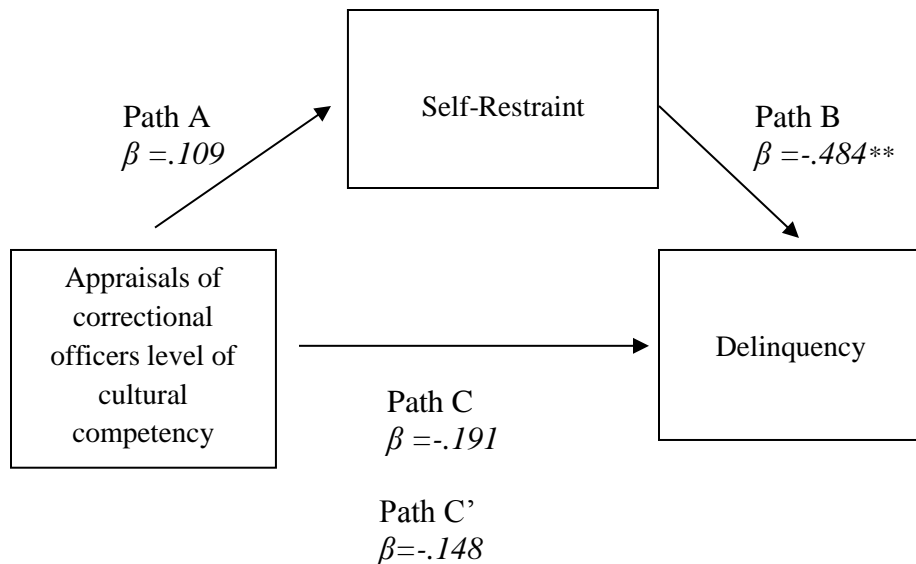 Self-Restraint
Path A
β =.109
Path B
β =-.484**
Appraisals of
correctional
officers level of
cultural
competency
Delinquency
Path C
β =-.191
Path C’
β=-.148